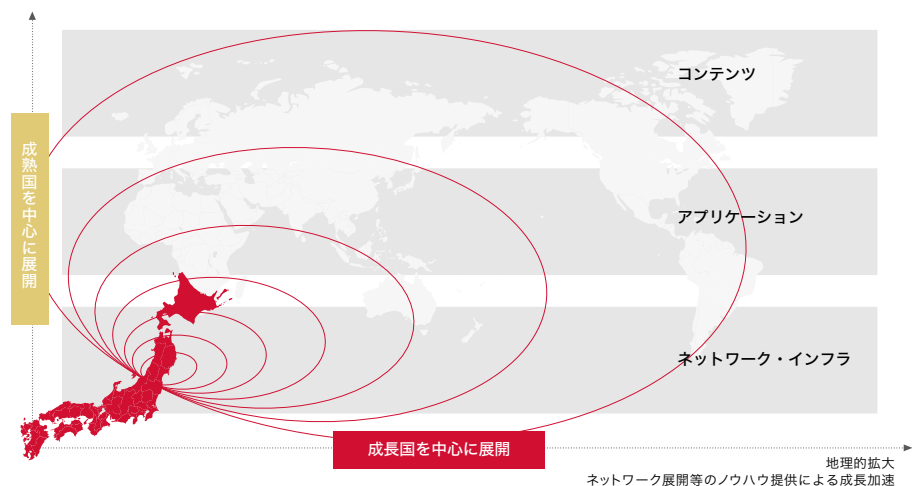 コンテンツ
成熟国を中心に展開
アプリケーション
ネットワーク・インフラ
成長国を中心に展開
地理的拡大
ネットワーク展開等のノウハウ提供による成長加速